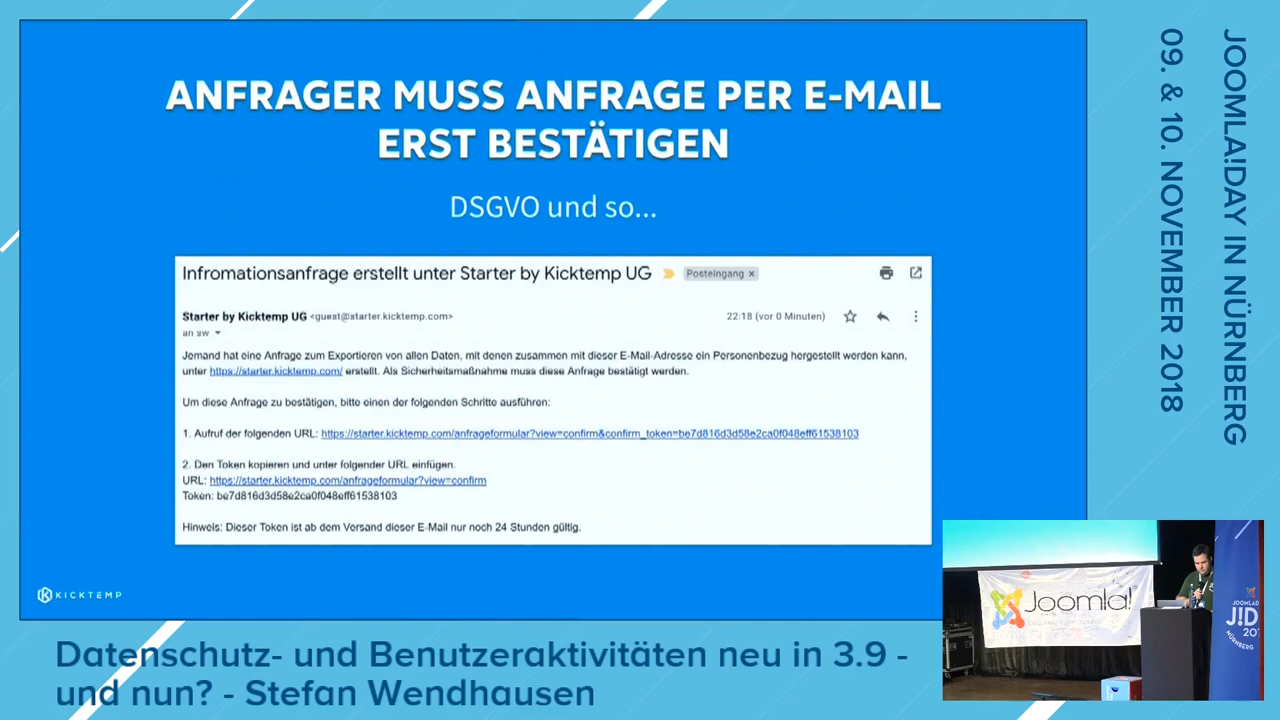 ANFRAGER MUSS ANFRAGE PER E-MAIL
ERST BESTÄTIGEN
DSGVO und so...
Infromationsanfrage erstellt unter Starter by Kicktemp UG Posteingang ×
Starter by Kicktemp UG <guest@starter.kicktemp.com> 22:18 (vor 0 Minuten)
an sw
Jemand hat eine Anfrage zum Exportieren von allen Daten, mit denen zusammen mit dieser E-Mail-Adresse ein Personenbezug hergestellt werden kann,
unter https://starter.kicktemp.com/ erstellt. Als Sicherheitsmaßnahme muss diese Anfrage bestätigt werden.
Um diese Anfrage zu bestätigen, bitte einen der folgenden Schritte ausführen:
1. Aufruf der folgenden URL: https://starter.kicktemp.com/anfrageformular?view=confirm&confirm_token=be7d816d3d58e2ca0f048eff61538103
2. Den Token kopieren und unter folgender URL einfügen.
URL: https://starter.kicktemp.com/anfrageformular?view=confirm
Token: be7d816d3d58e2ca0f048eff61538103
Hinweis: Dieser Token ist ab dem Versand dieser E-Mail nur noch 24 Stunden gültig.
KICKTEMP
JOOMLA!DAY IN NÜRNBERG
09. & 10. NOVEMBER 2018
Joomla!
JOOMLAD
J!D
20
NÜRNBERG
Datenschutz- und Benutzeraktivitäten neu in 3.9 -
und nun? - Stefan Wendhausen